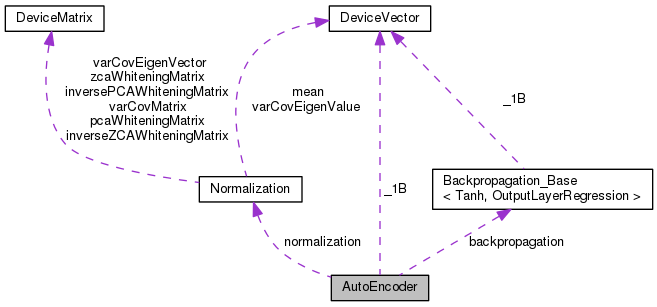 DeviceMatrix
DeviceVector
varCovEigenVector
zcaWhiteningMatrix
inversePCAWhiteningMatrix
varCovMatrix
pcaWhiteningMatrix
inverseZCAWhiteningMatrix
mean
varCovEigenValue
_1B
Normalization
_1B
Backpropagation_Base
< Tanh, OutputLayerRegression >
normalization
backpropagation
AutoEncoder